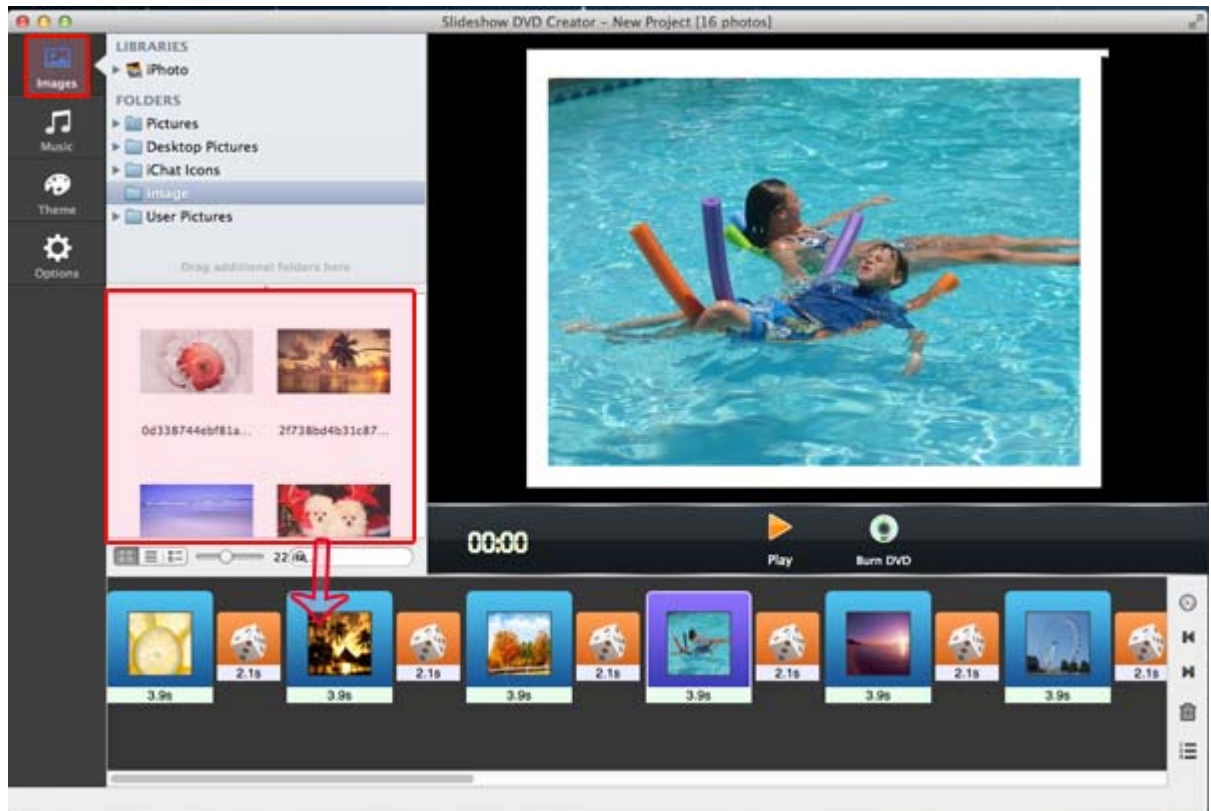 Slideshow DVD Creator – New Project [16 photos]
Images
Music
Theme
Options
LIBRARIES
iPhoto
FOLDERS
Pictures
Desktop Pictures
iChat Icons
image
User Pictures
Drag additional folders here
0d338744ebf81a... 2f738bd4b31c87...
22
00:00
Play Burn DVD
2.1s 2.1s 2.1s 2.1s 2.1s 2.1s
3.9s 3.9s 3.9s 3.9s 3.9s 3.9s